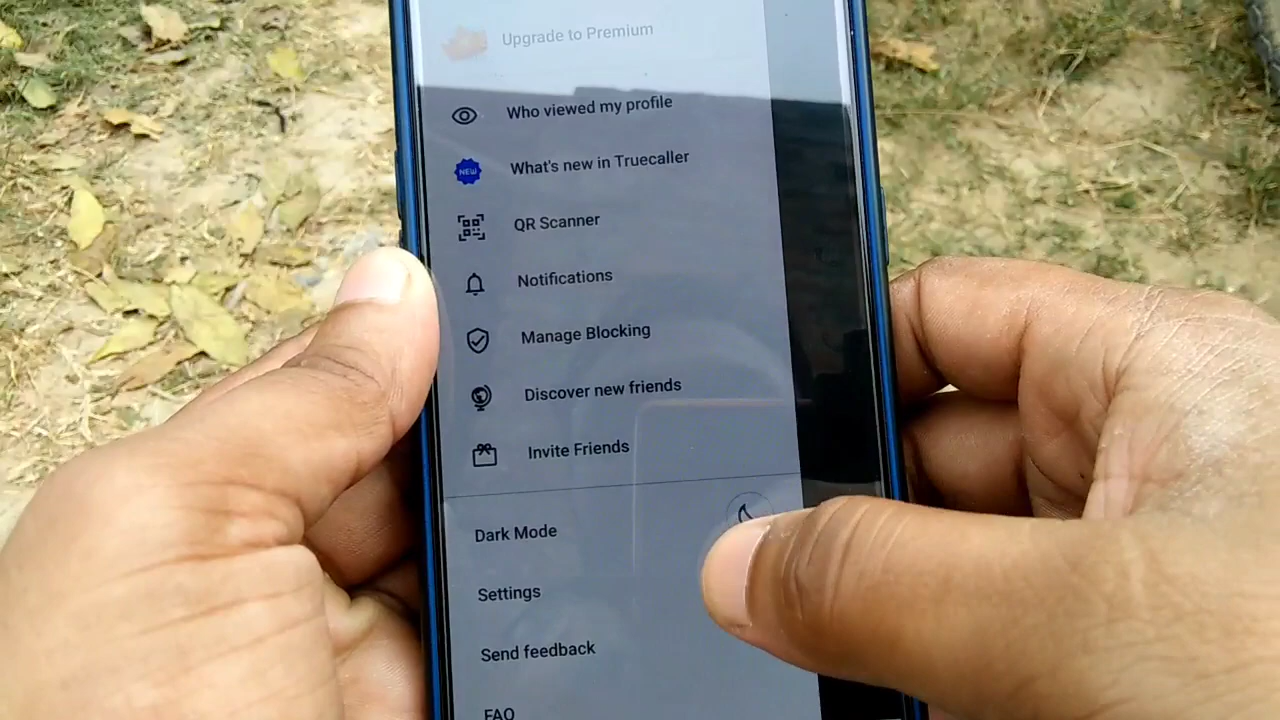 Upgrade to Premium
Who viewed my profile
NEW
What's new in Truecaller
QR Scanner
Notifications
Manage Blocking
Discover new friends
Invite Friends
Dark Mode
Settings
Send feedback
FAQ